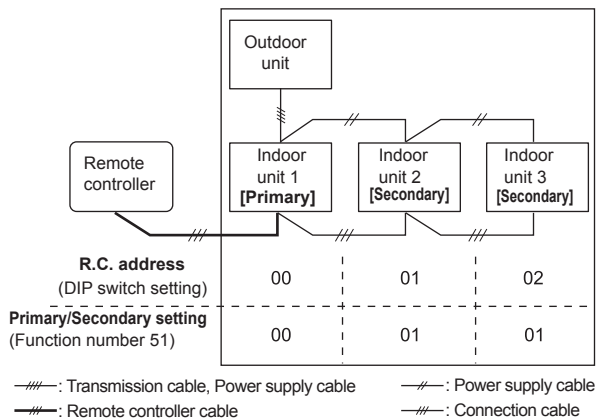 Outdoor
unit
Remote
controller
Indoor
unit 1
[Primary]
Indoor
unit 2
[Secondary]
Indoor
unit 3
[Secondary]
R.C. address
(DIP switch setting)
00
01
02
Primary/Secondary setting
(Function number 51)
00
01
01
: Transmission cable, Power supply cable
: Power supply cable
: Remote controller cable
: Connection cable